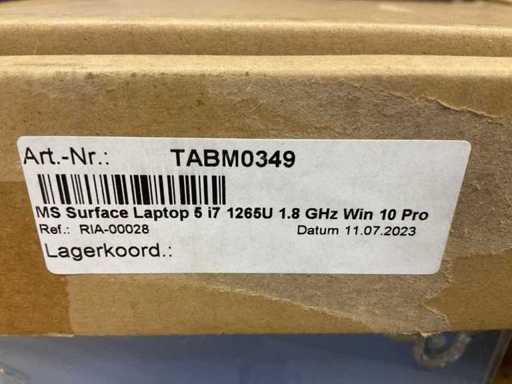 Art.-Nr.: TABM0349
MS Surface Laptop 5 i7 1265U 1.8 GHz Win 10 Pro
Ref.: RIA-00028 Datum 11.07.2023
Lagerkoord.: